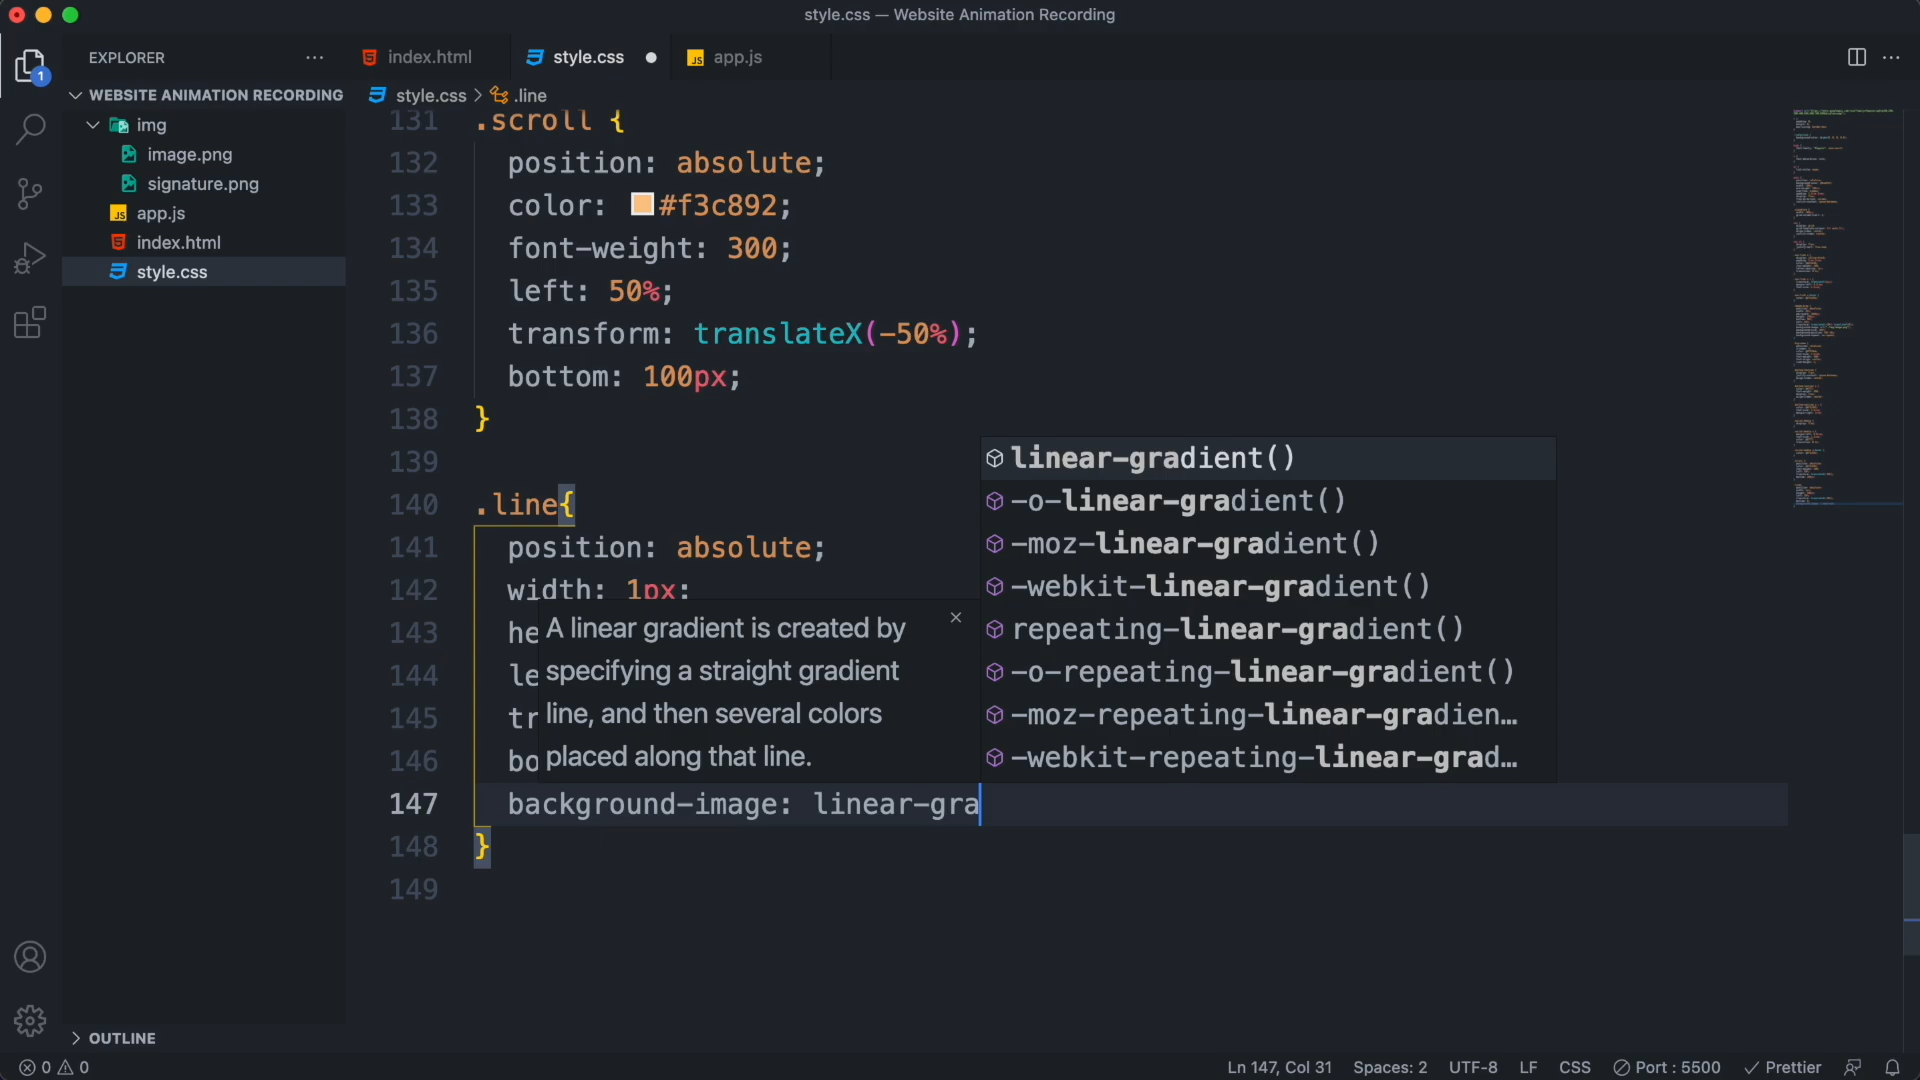 style.css — Website Animation Recording
EXPLORER
index.html
style.css
app.js
1
WEBSITE ANIMATION RECORDING
style.css > .line
img
image.png
signature.png
app.js
index.html
style.css
131 .scroll {
132 position: absolute;
133 color: #f3c892;
134 font-weight: 300;
135 left: 50%;
136 transform: translateX(-50%);
137 bottom: 100px;
138 }
139
140 .line{
141 position: absolute;
142 width: 1px;
143 he
144 le
145 tr
146 bo
147 background-image: linear-gra
148 }
149
A linear gradient is created by
specifying a straight gradient
line, and then several colors
placed along that line.
linear-gradient()
-o-linear-gradient()
-moz-linear-gradient()
-webkit-linear-gradient()
repeating-linear-gradient()
-o-repeating-linear-gradient()
-moz-repeating-linear-gradien…
-webkit-repeating-linear-grad…
OUTLINE
0 0
Ln 147, Col 31 Spaces: 2 UTF-8 LF CSS Port : 5500 Prettier